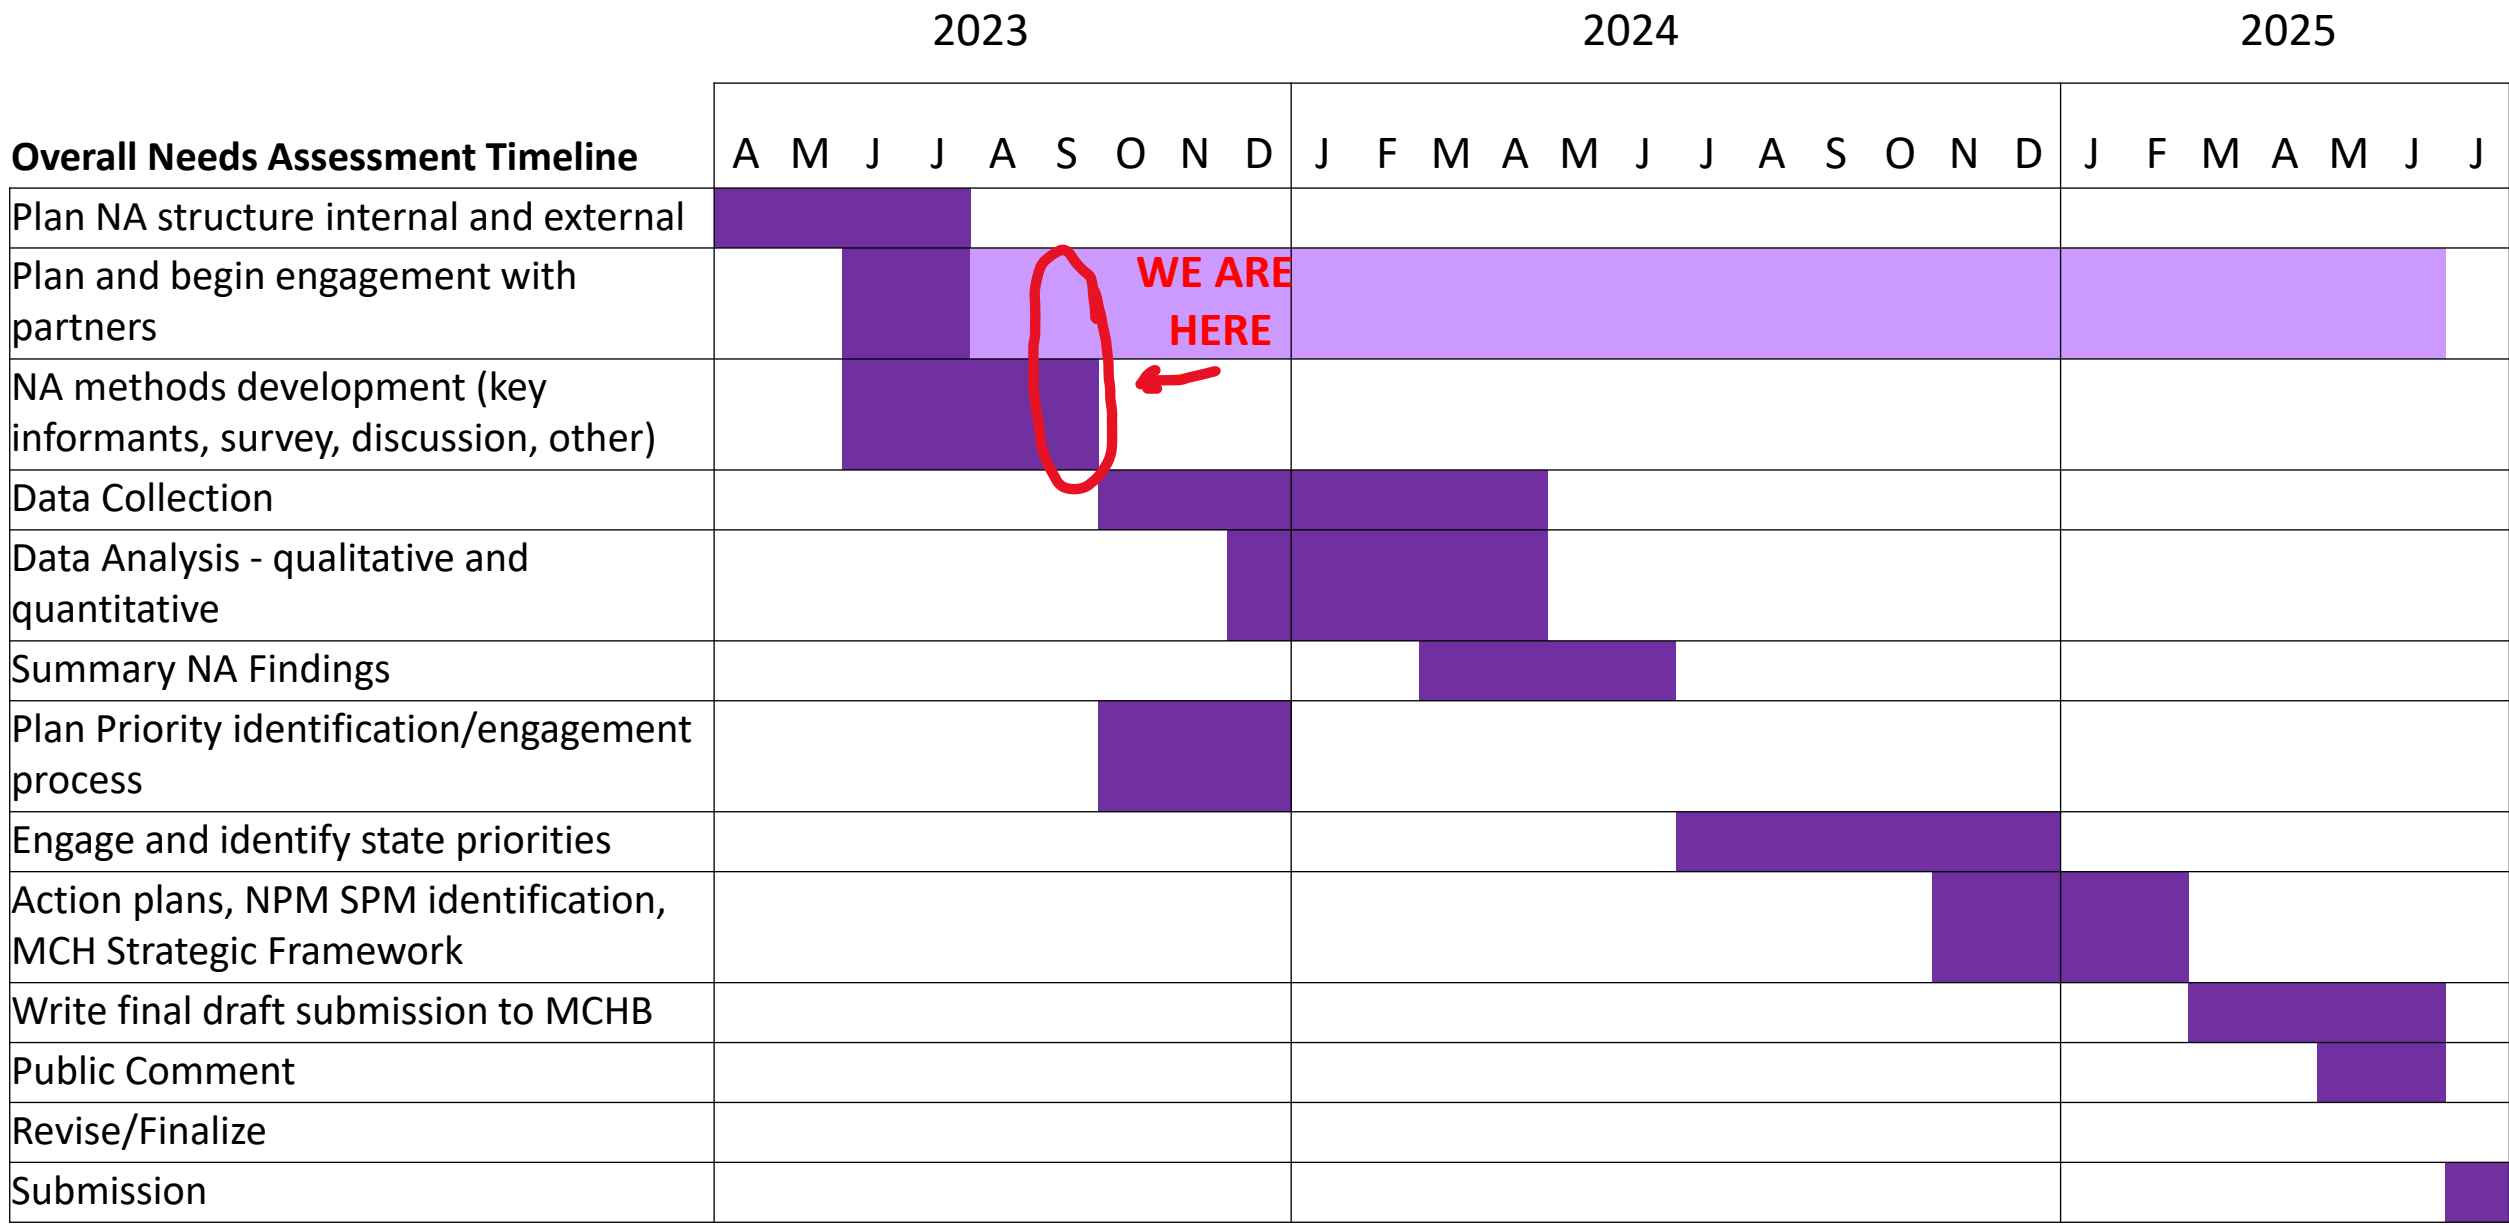 2023 2024 2025
Overall Needs Assessment Timeline A M J J A S O N D J F M A M J J A S O N D J F M A M J J
Plan NA structure internal and external
Plan and begin engagement with
partners
WE ARE
HERE
NA methods development (key
informants, survey, discussion, other)
Data Collection
Data Analysis - qualitative and
quantitative
Summary NA Findings
Plan Priority identification/engagement
process
Engage and identify state priorities
Action plans, NPM SPM identification,
MCH Strategic Framework
Write final draft submission to MCHB
Public Comment
Revise/Finalize
Submission